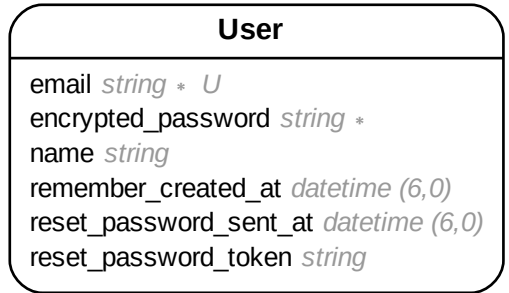 User
email string * U
encrypted_password string *
name string
remember_created_at datetime (6,0)
reset_password_sent_at datetime (6,0)
reset_password_token string